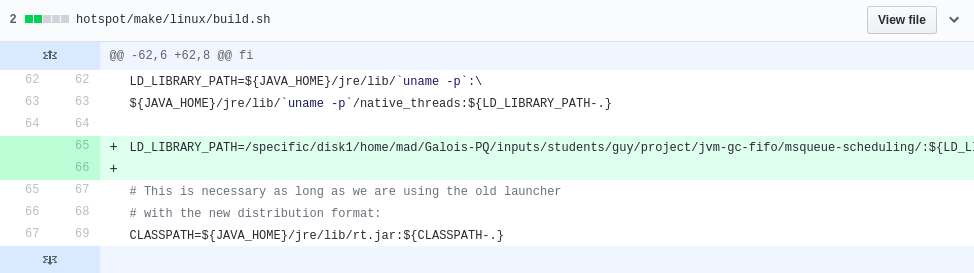 2 hotspot/make/linux/build.sh View file
@@ -62,6 +62,8 @@ fi
62 62 LD_LIBRARY_PATH=${JAVA_HOME}/jre/lib/`uname -p`:\
63 63 ${JAVA_HOME}/jre/lib/`uname -p`/native_threads:${LD_LIBRARY_PATH-.}
64 64
65 + LD_LIBRARY_PATH=/specific/disk1/home/mad/Galois-PQ/inputs/students/guy/project/jvm-gc-fifo/msqueue-scheduling/:${LD_LI
66 +
65 67 # This is necessary as long as we are using the old launcher
66 68 # with the new distribution format:
67 69 CLASSPATH=${JAVA_HOME}/jre/lib/rt.jar:${CLASSPATH-.}